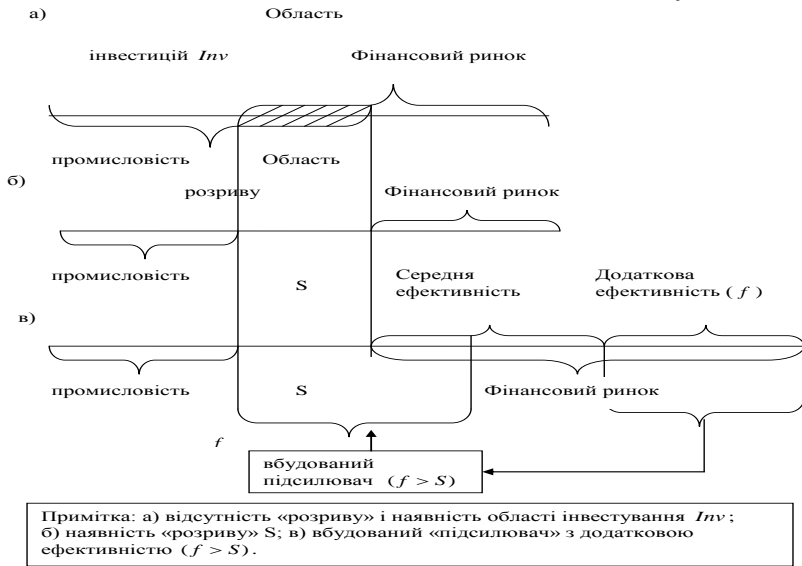 а) Область
інвестицій Inv Фінансовий ринок
промисловість Область
б) розриву Фінансовий ринок
промисловість S Середня ефективність Додаткова ефективність ( f )
в)
промисловість S Фінансовий ринок
f
вбудований
підсилювач ( f > S )
Примітка: а) відсутність «розриву» і наявність області інвестування Inv ;
б) наявність «розриву» S; в) вбудований «підсилювач» з додатковою
ефективністю ( f > S ) .